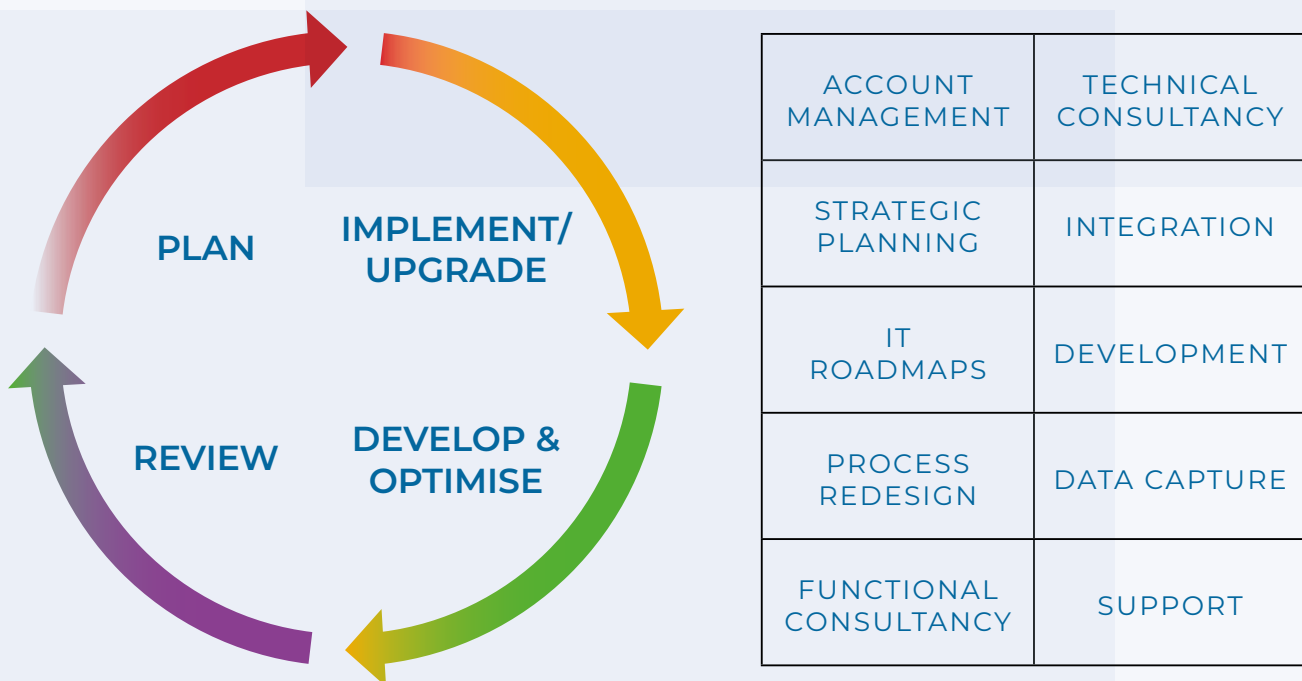 PLAN
IMPLEMENT/
UPGRADE
DEVELOP &
OPTIMISE
REVIEW
ACCOUNT
MANAGEMENT
TECHNICAL
CONSULTANCY
STRATEGIC
PLANNING
INTEGRATION
IT
ROADMAPS
DEVELOPMENT
PROCESS
REDESIGN
DATA CAPTURE
FUNCTIONAL
CONSULTANCY
SUPPORT